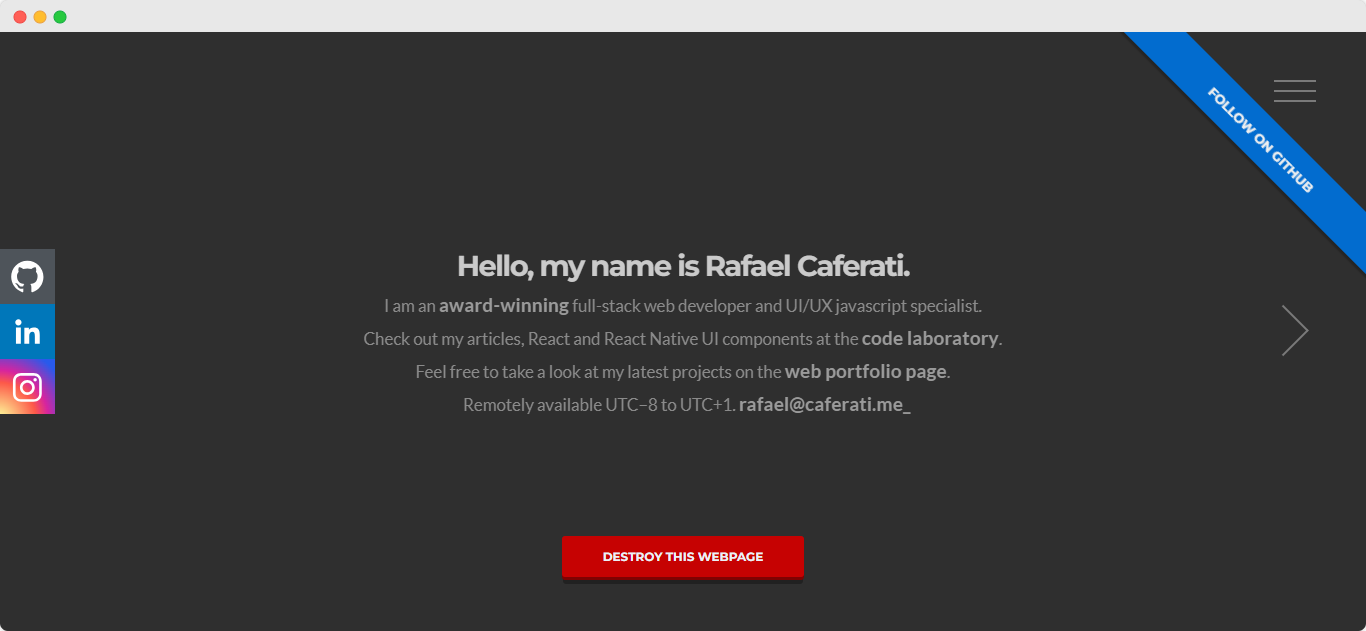 FOLLOW ON GITHUB
Hello, my name is Rafael Caferati.
I am an award-winning full-stack web developer and UI/UX javascript specialist.
Check out my articles, React and React Native UI components at the code laboratory.
Feel free to take a look at my latest projects on the web portfolio page.
Remotely available UTC–8 to UTC+1. rafael@caferati.me_
in
DESTROY THIS WEBPAGE